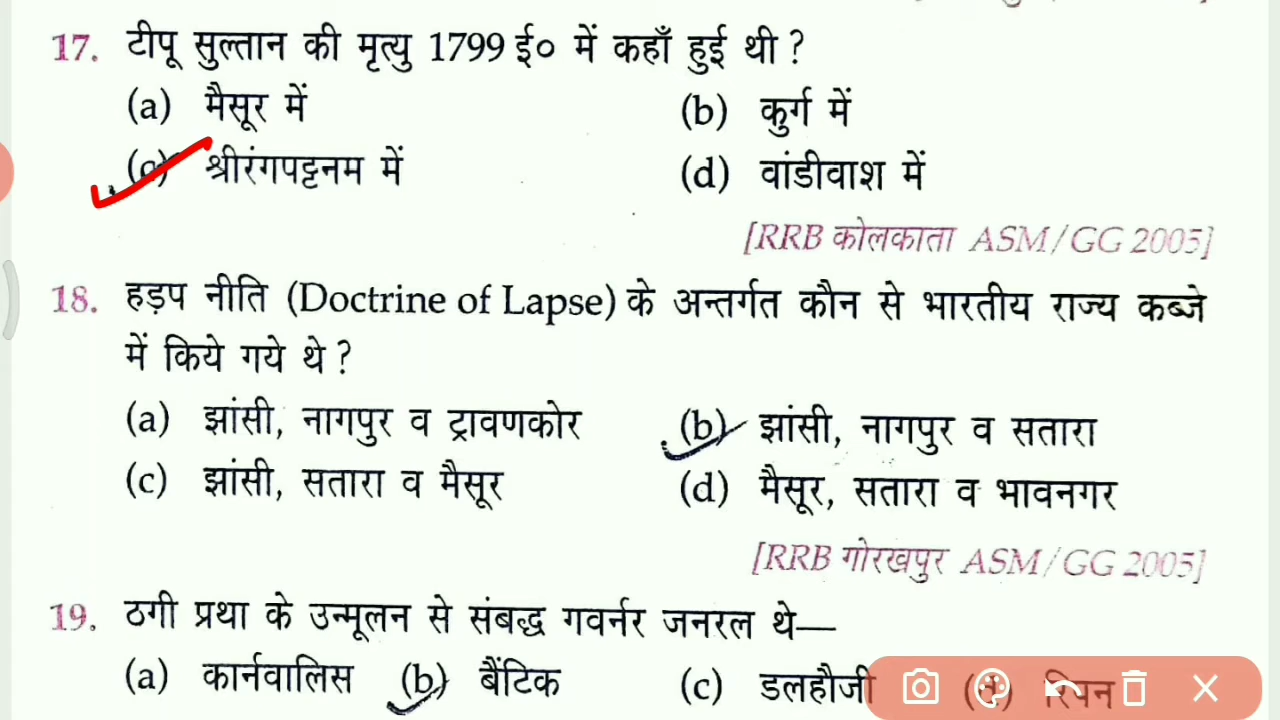 17. टीपू सुल्तान की मृत्यु 1799 ई० में कहाँ हुई थी ?
(a) मैसूर में (b) कुर्ग में
(c) श्रीरंगपट्टनम में (d) वांडीवाश में
[RRB कोलकाता ASM/GG 2005]
18. हड़प नीति (Doctrine of Lapse) के अन्तर्गत कौन से भारतीय राज्य कब्जे
में किये गये थे ?
(a) झांसी, नागपुर व ट्रावणकोर (b) झांसी, नागपुर व सतारा
(c) झांसी, सतारा व मैसूर (d) मैसूर, सतारा व भावनगर
[RRB गोरखपुर ASM/GG 2005]
19. ठगी प्रथा के उन्मूलन से संबद्ध गवर्नर जनरल थे—
(a) कार्नवालिस (b) बैंटिक (c) डलहौजी (d) रिपन